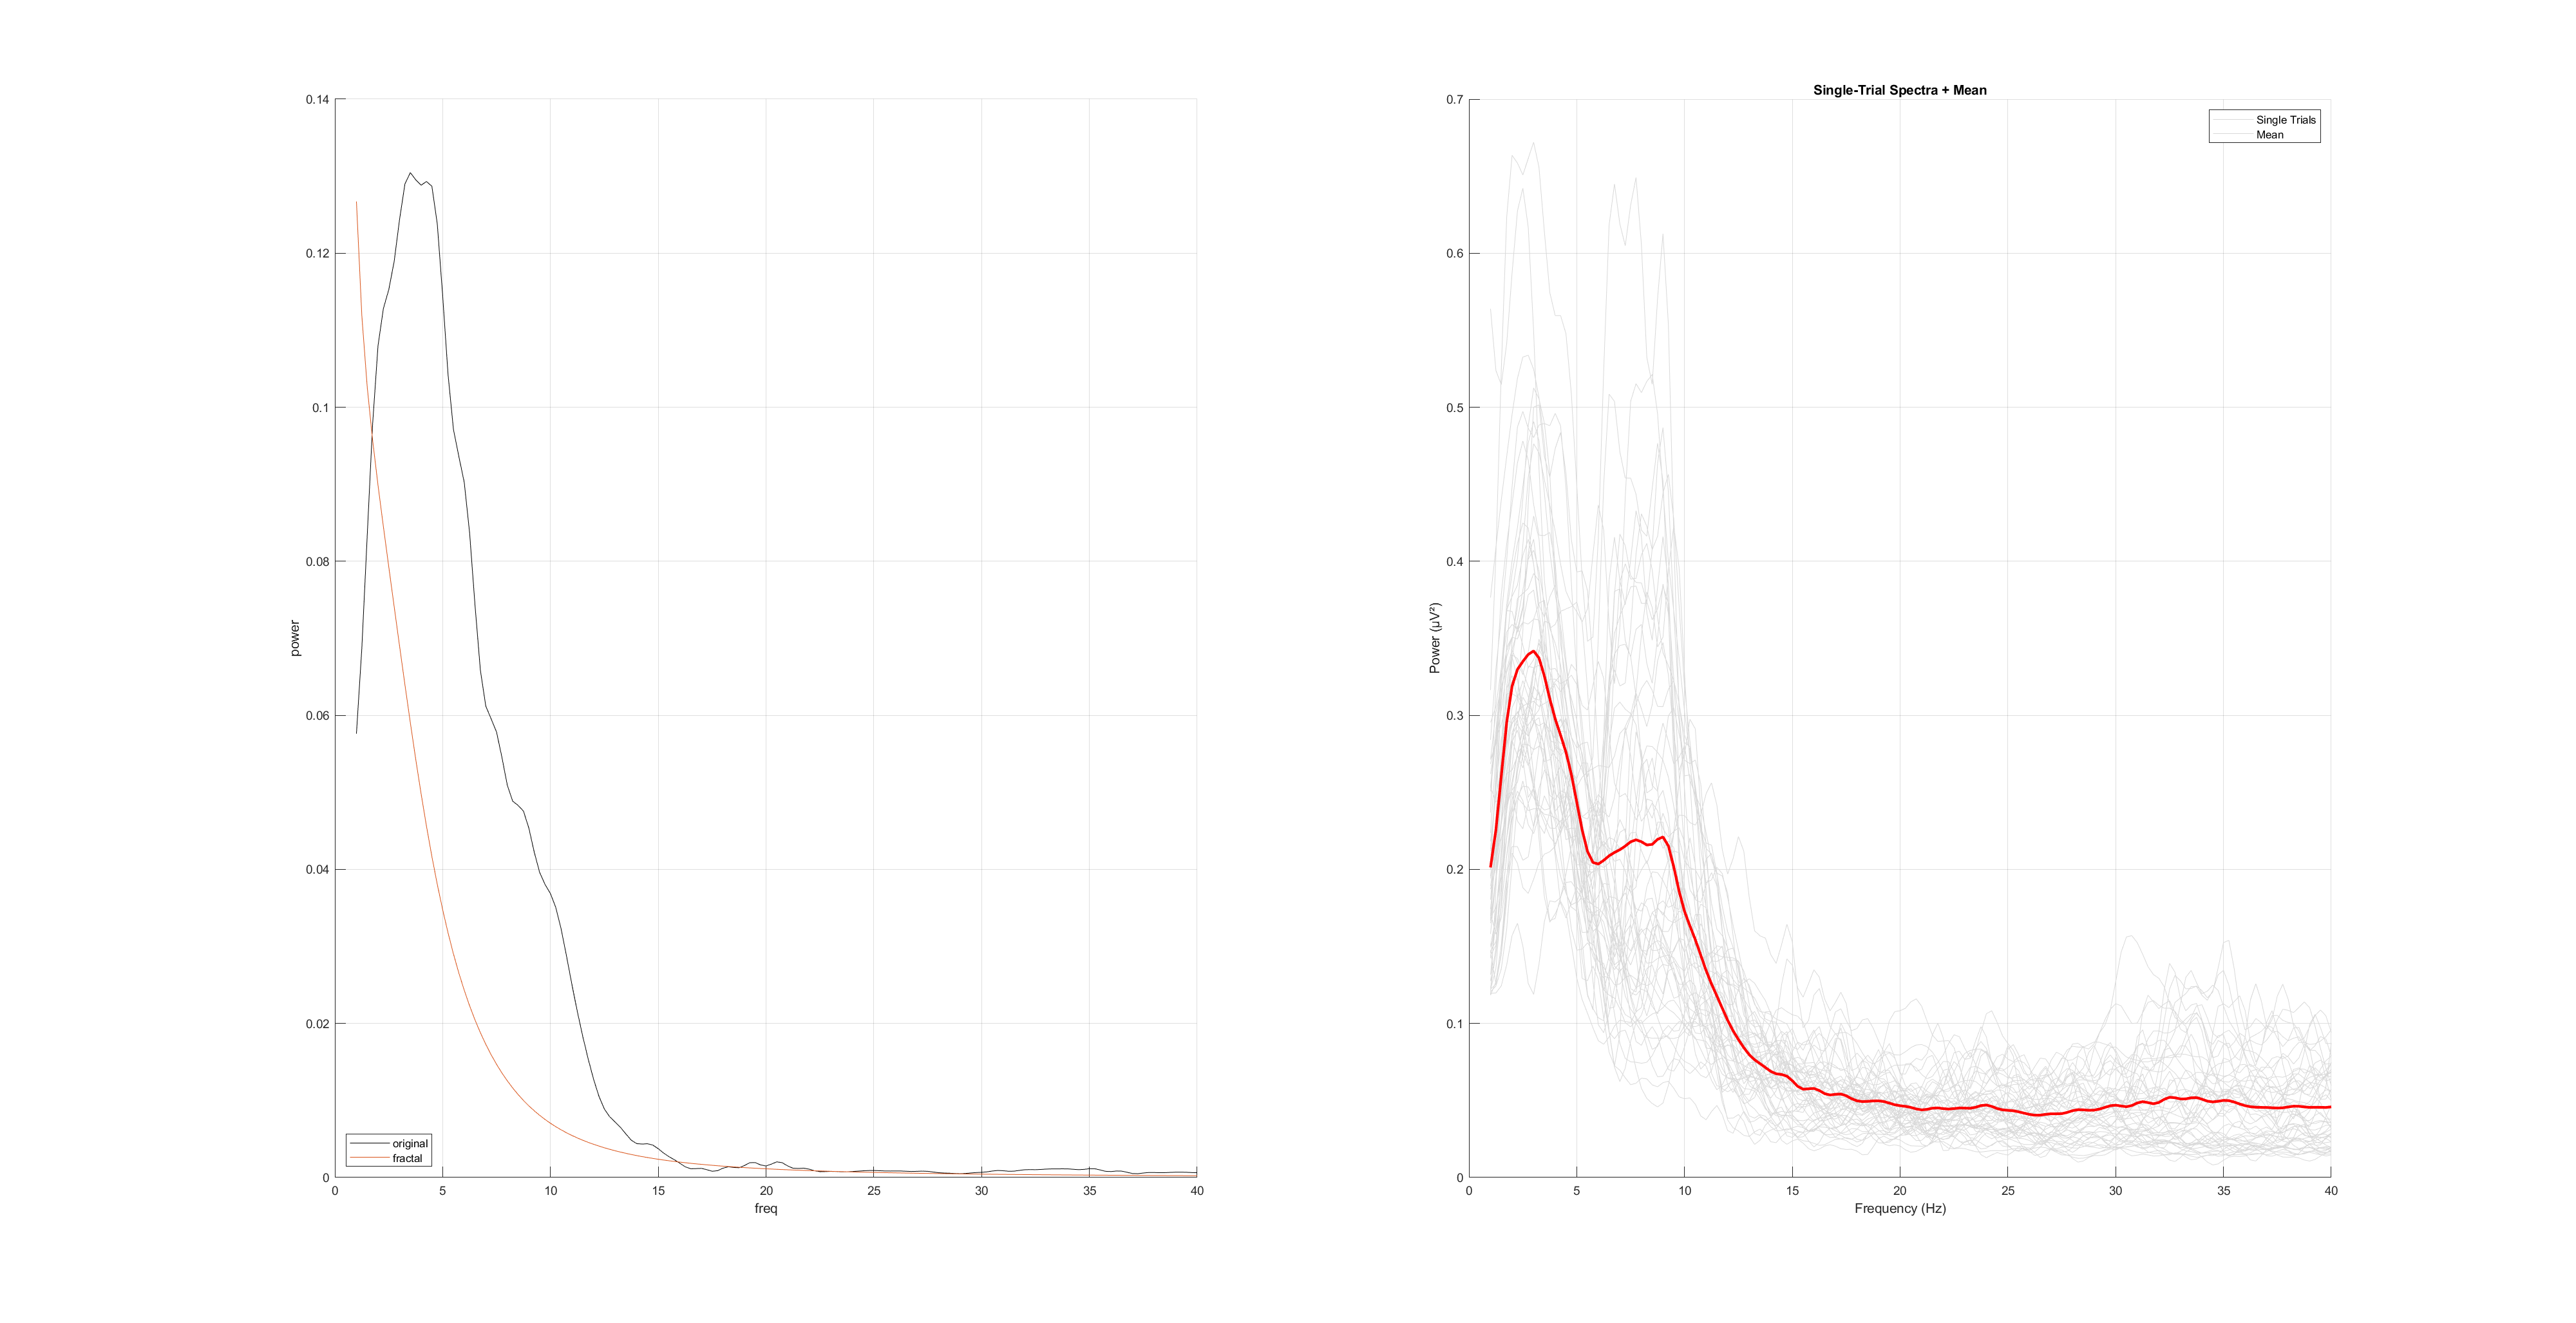 0.14
0.12
0.1
0.08
0.06
0.04
0.02
0
power
original
fractal
0 5 10 15 20 25 30 35 40
freq
Single-Trial Spectra + Mean
Single Trials
Mean
0.7
0.6
0.5
0.4
0.3
0.2
0.1
0
Power (µV²)
0 5 10 15 20 25 30 35 40
Frequency (Hz)